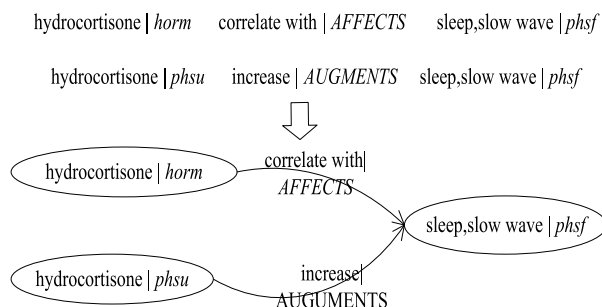 hydrocortisone | horm correlate with | AFFECTS sleep,slow wave | phsf
hydrocortisone | phsu increase | AUGMENTS sleep,slow wave | phsf
correlate with|
hydrocortisone | horm
AFFECTS
sleep,slow wave | phsf
increase|
hydrocortisone | phsu
AUGUMENTS